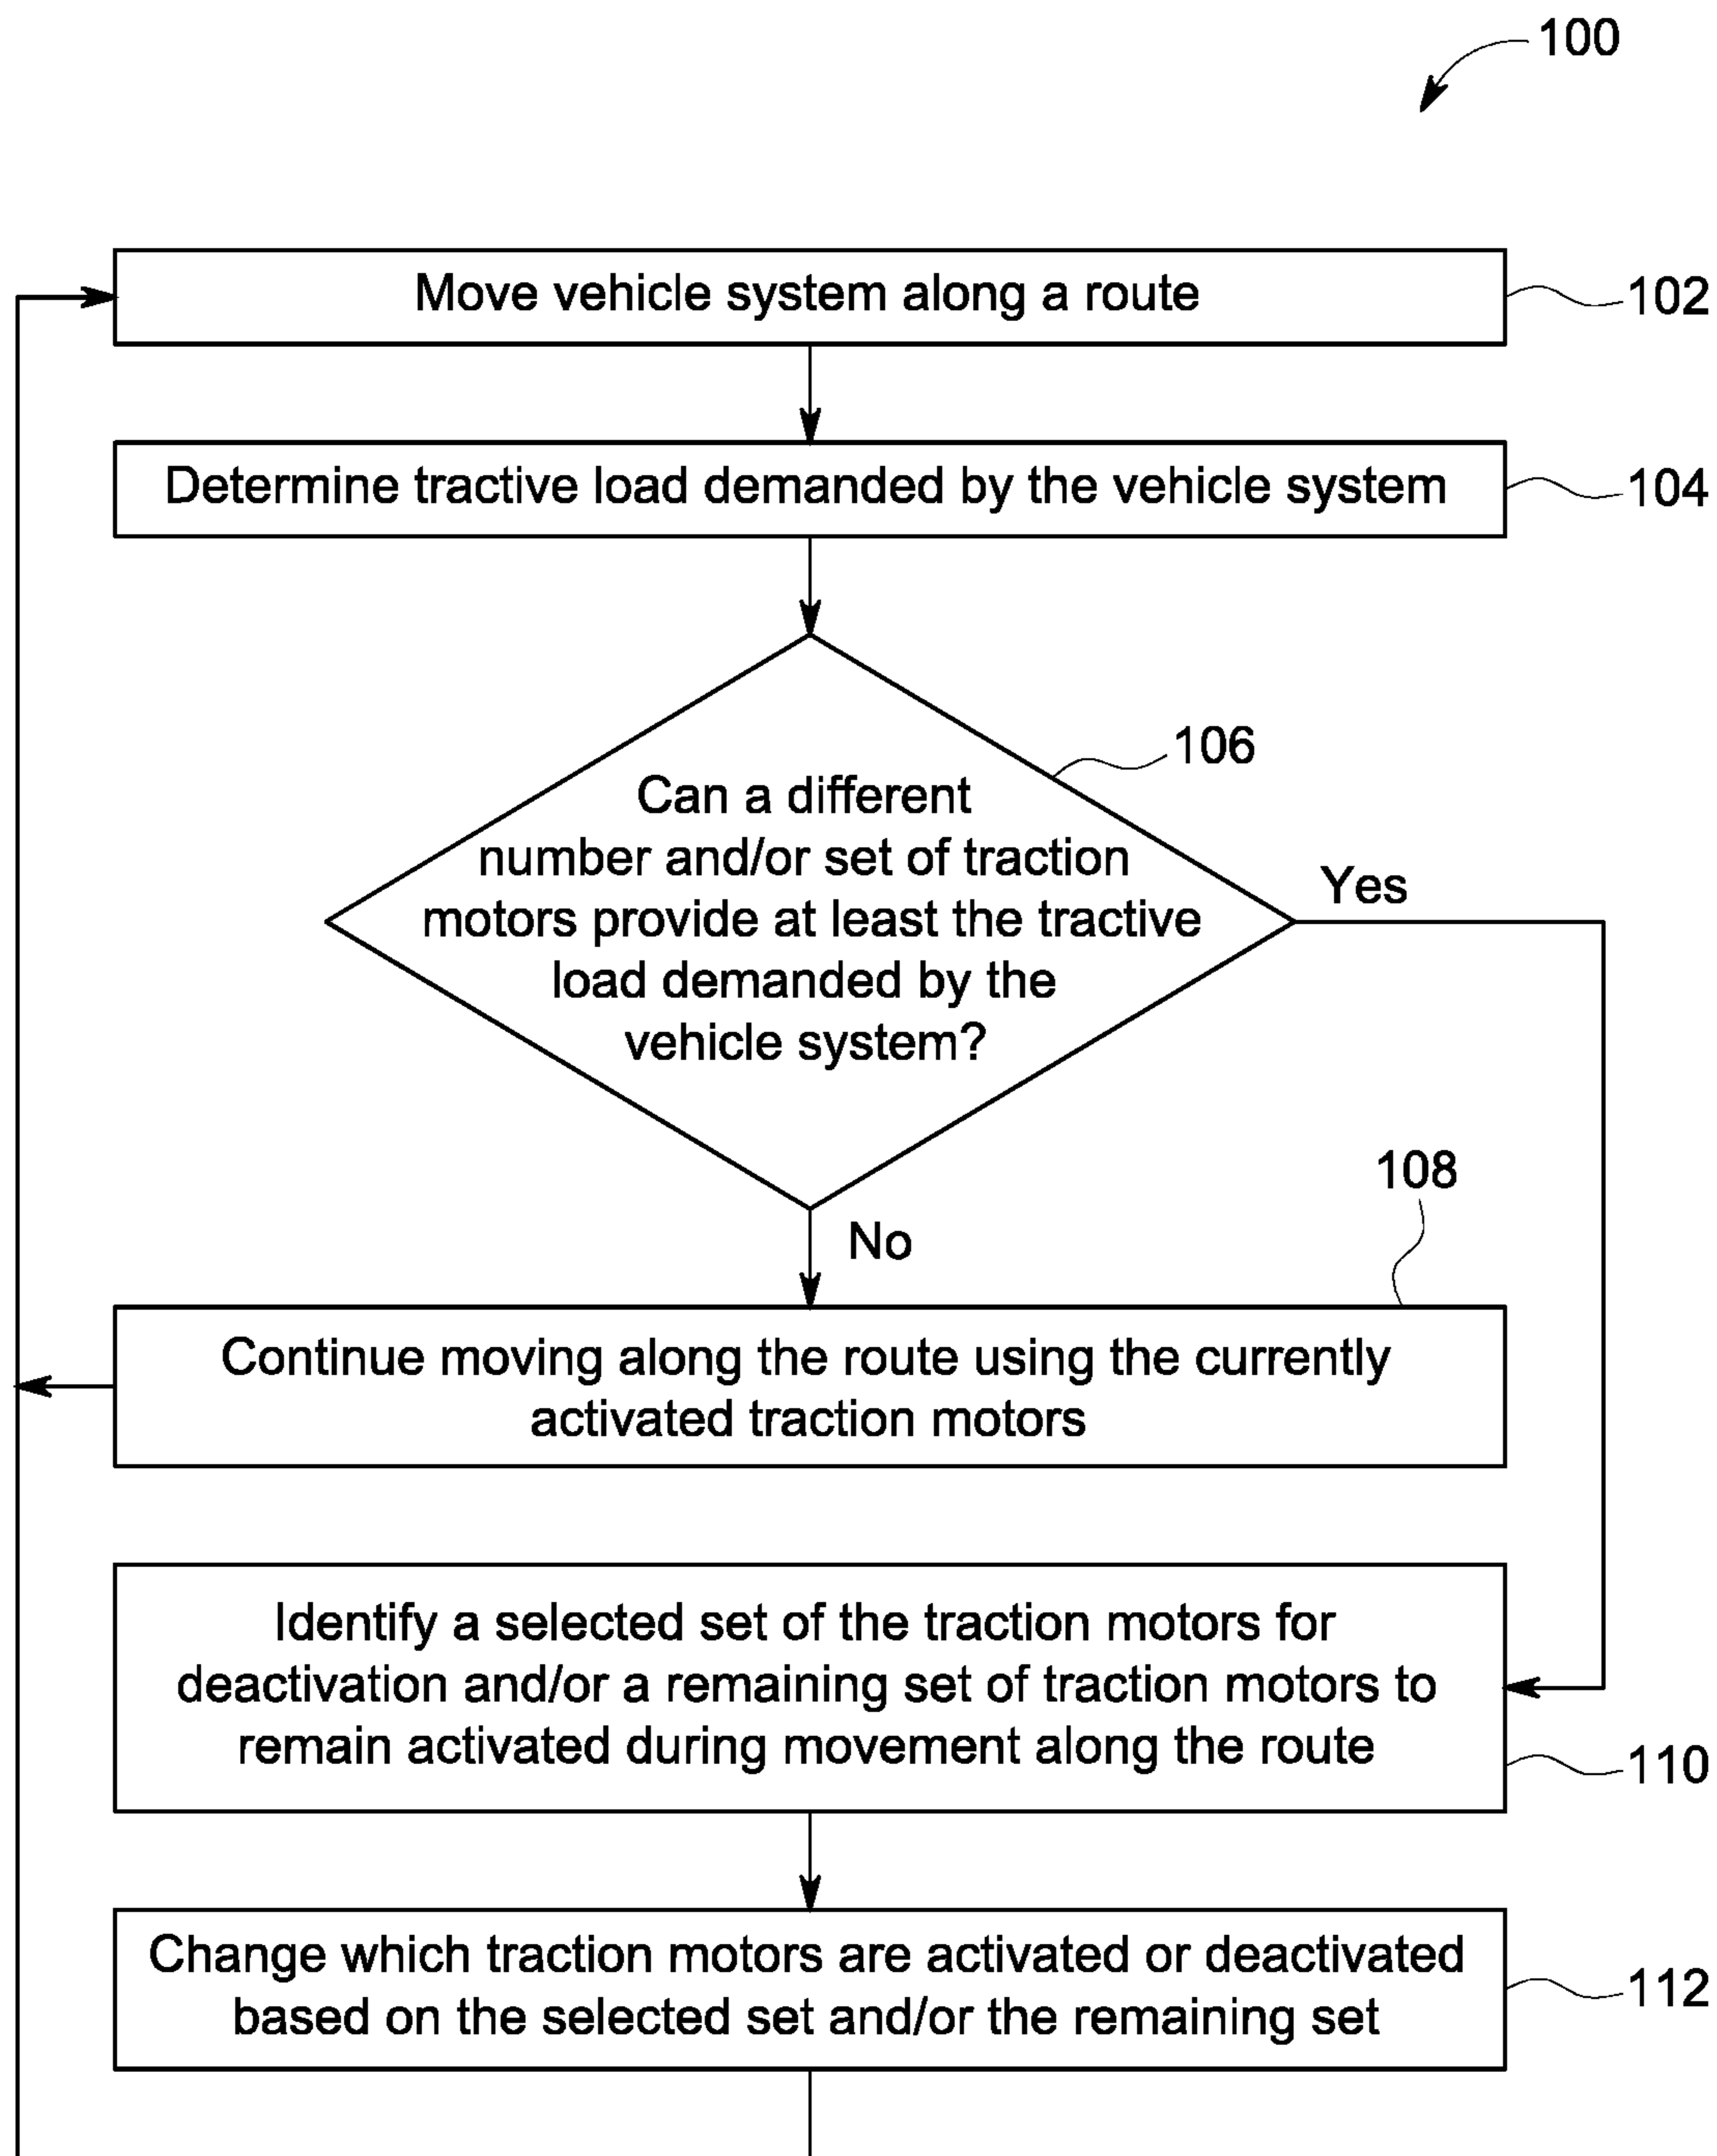 100
Move vehicle system along a route
102
Determine tractive load demanded by the vehicle system
104
106
Can a different
number and/or set of traction
motors provide at least the tractive
load demanded by the
vehicle system?
Yes
No
108
Continue moving along the route using the currently
activated traction motors
Identify a selected set of the traction motors for
deactivation and/or a remaining set of traction motors to
remain activated during movement along the route
110
Change which traction motors are activated or deactivated
based on the selected set and/or the remaining set
112